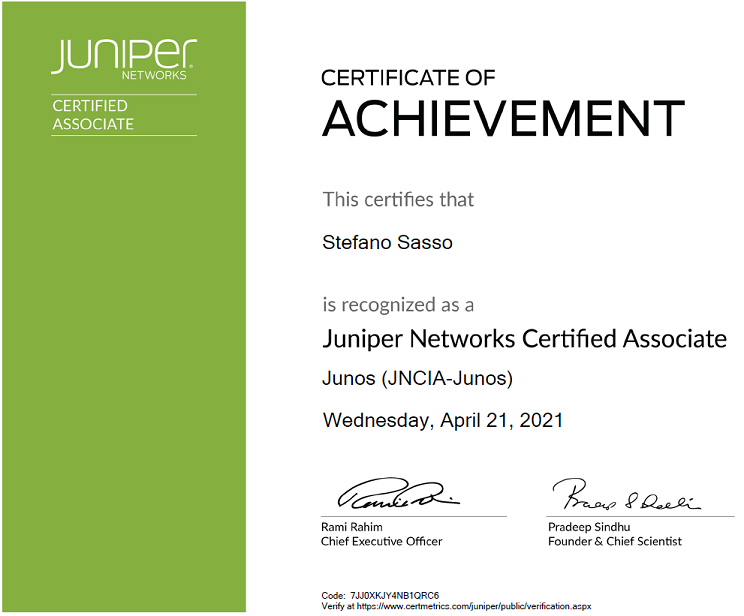 JUNIPEr
NETWORKS
CERTIFIED
ASSOCIATE
CERTIFICATE OF
ACHIEVEMENT
This certifies that
Stefano Sasso
is recognized as a
Juniper Networks Certified Associate
Junos (JNCIA-Junos)
Wednesday, April 21, 2021
Rami Rahim
Chief Executive Officer
Pradeep Sindhu
Founder & Chief Scientist
Code: 7JJ0XKJY4NB1QRC6
Verify at https://www.certmetrics.com/juniper/public/verification.aspx